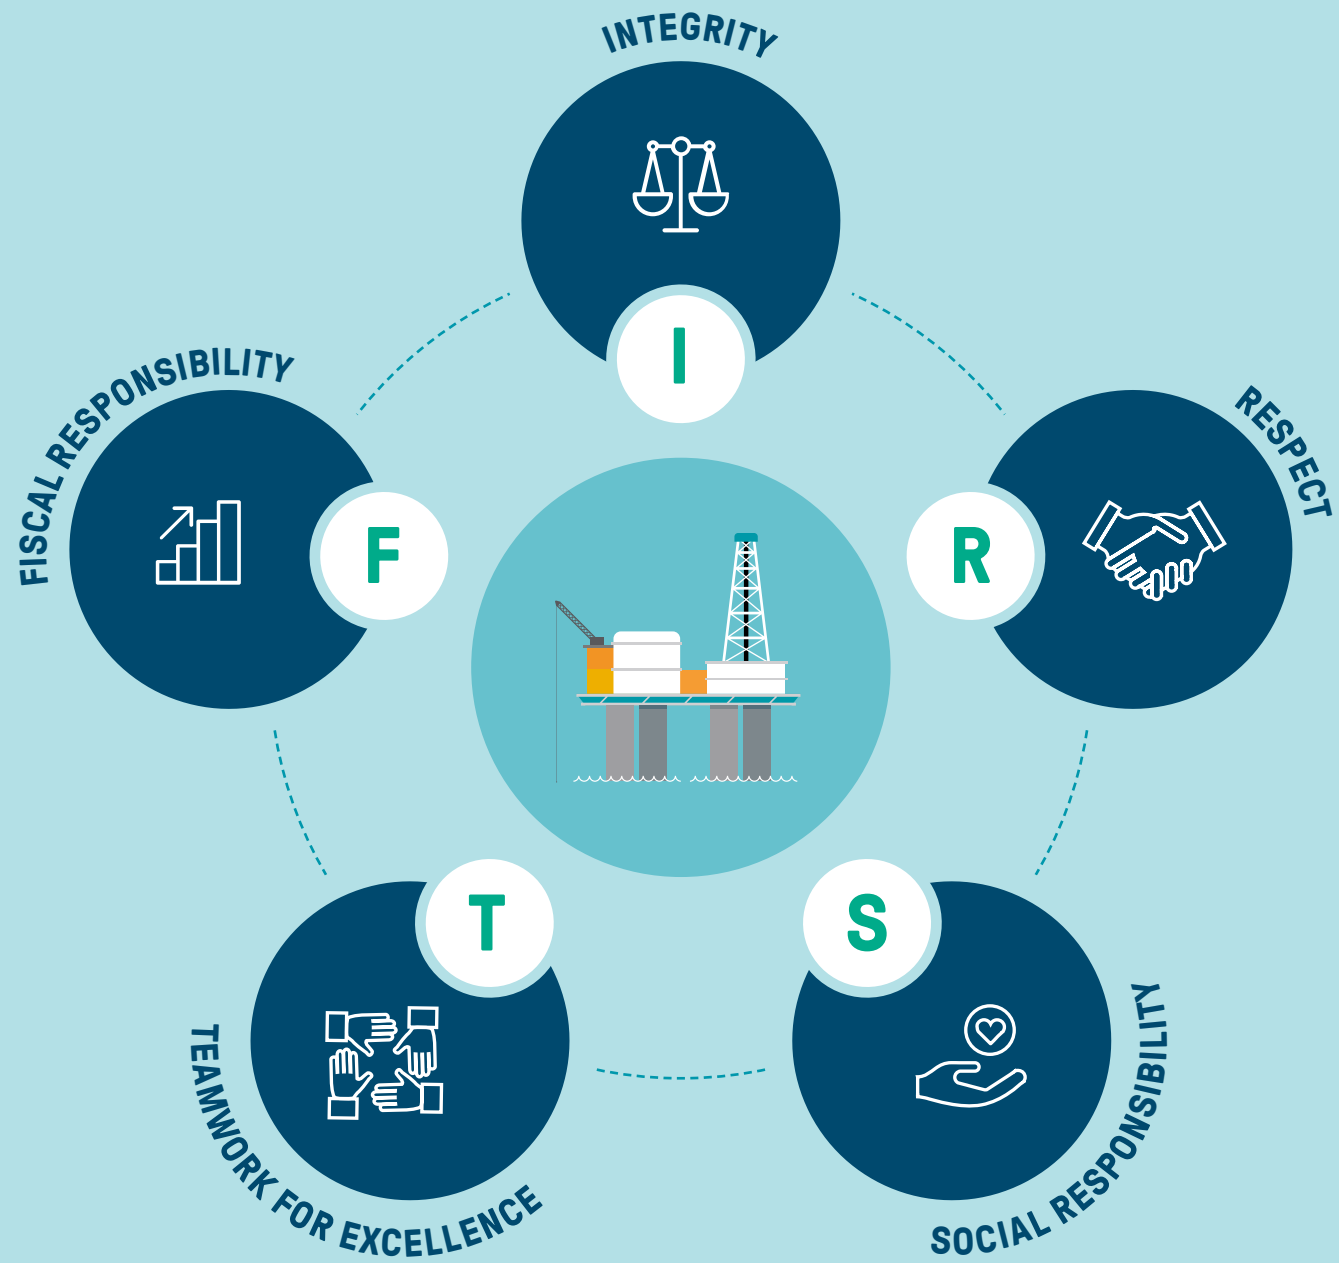 INTEGRITY
I
FISCAL RESPONSIBILITY
F
RESPECT
R
TEAMWORK FOR EXCELLENCE
T
SOCIAL RESPONSIBILITY
S